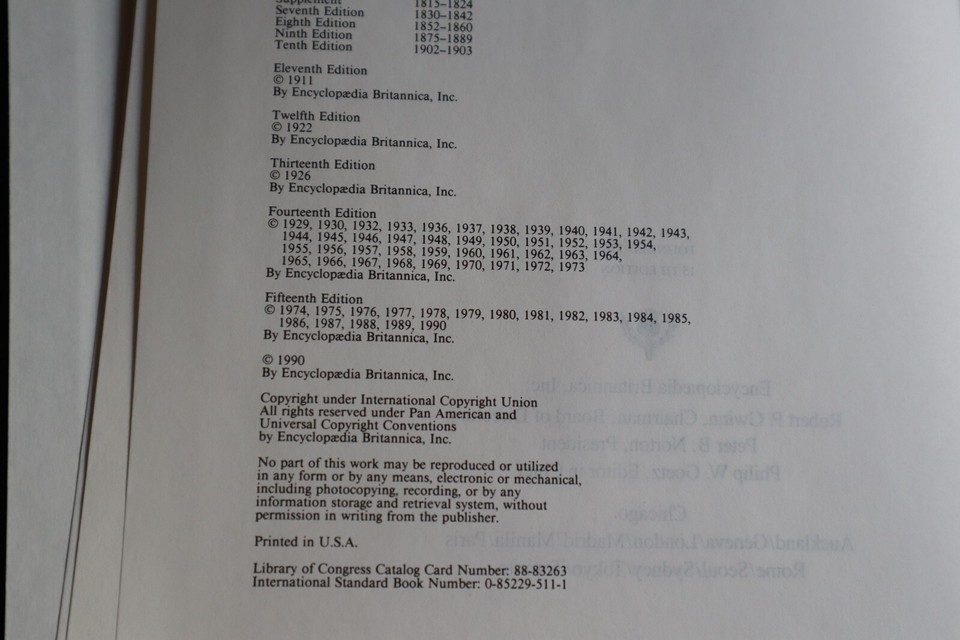 Supplement 1815–1824
Seventh Edition 1830–1842
Eighth Edition 1852–1860
Ninth Edition 1875–1889
Tenth Edition 1902–1903
Eleventh Edition
© 1911
By Encyclopædia Britannica, Inc.
Twelfth Edition
© 1922
By Encyclopædia Britannica, Inc.
Thirteenth Edition
© 1926
By Encyclopædia Britannica, Inc.
Fourteenth Edition
© 1929, 1930, 1932, 1933, 1936, 1937, 1938, 1939, 1940, 1941, 1942, 1943,
1944, 1945, 1946, 1947, 1948, 1949, 1950, 1951, 1952, 1953, 1954,
1955, 1956, 1957, 1958, 1959, 1960, 1961, 1962, 1963, 1964,
1965, 1966, 1967, 1968, 1969, 1970, 1971, 1972, 1973
By Encyclopædia Britannica, Inc.
Fifteenth Edition
© 1974, 1975, 1976, 1977, 1978, 1979, 1980, 1981, 1982, 1983, 1984, 1985,
1986, 1987, 1988, 1989, 1990
By Encyclopædia Britannica, Inc.
© 1990
By Encyclopædia Britannica, Inc.
Copyright under International Copyright Union
All rights reserved under Pan American and
Universal Copyright Conventions
by Encyclopædia Britannica, Inc.
No part of this work may be reproduced or utilized
in any form or by any means, electronic or mechanical,
including photocopying, recording, or by any
information storage and retrieval system, without
permission in writing from the publisher.
Printed in U.S.A.
Library of Congress Catalog Card Number: 88-83263
International Standard Book Number: 0-85229-511-1